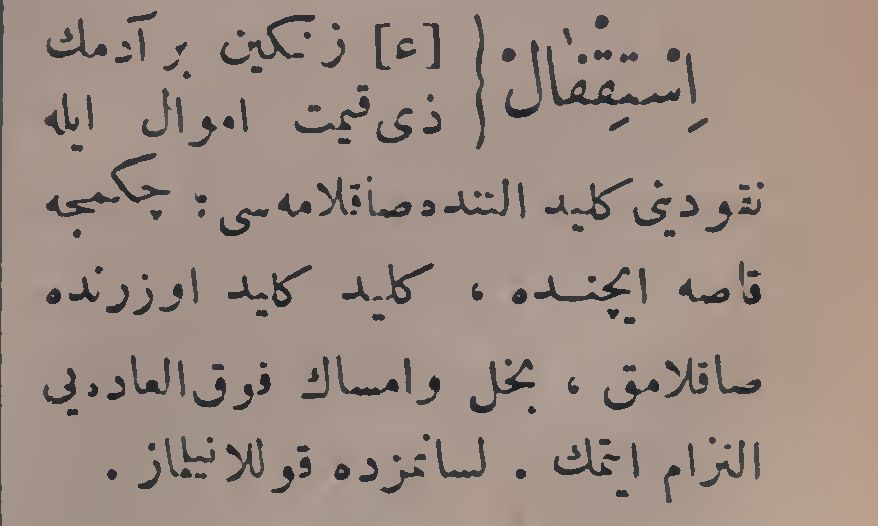 اِسْتِقْفَال [ع] زنكين بر آدمك
ذی‌قیمت اموال ایله
نقودینی کلید التنده صاقلامه‌سی : چکمجه
قاصه ایچنده ، کلید کلید اوزرنده
صاقلامق ، بخل وامساك فوق‌العاده‌یی
التزام ایتمك . لسانمزده قوللانیلماز .